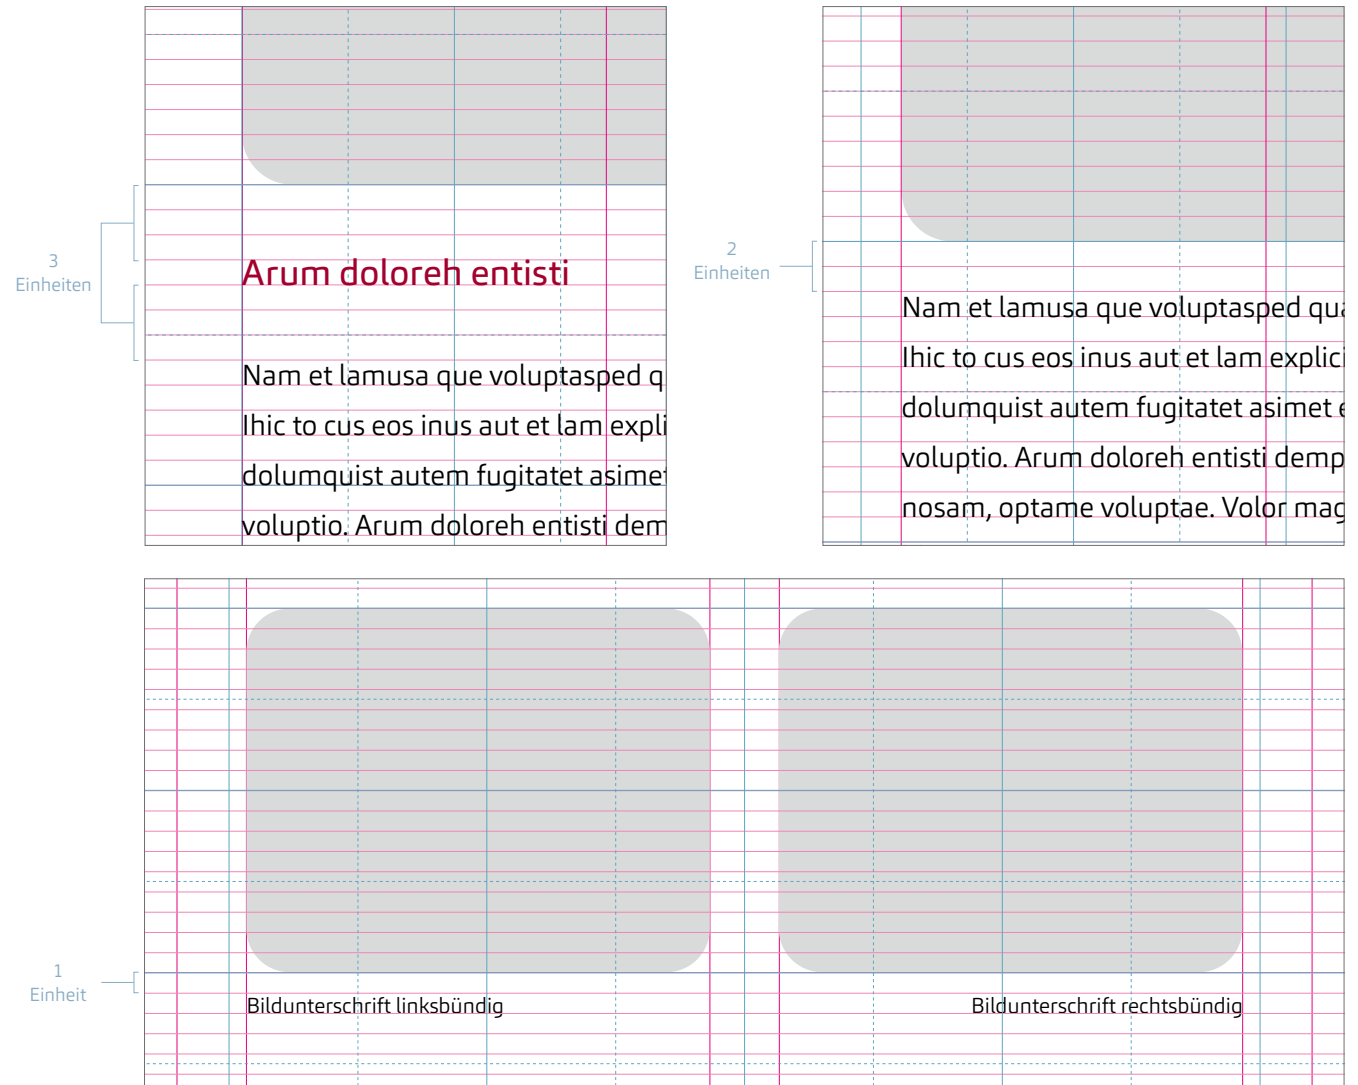 3
Einheiten
Arum doloreh entisti
Nam et lamusa que voluptasped q
Ihic to cus eos inus aut et lam expli
dolumquist autem fugitatet asimet
voluptio. Arum doloreh entisti dem
2
Einheiten
Nam et lamusa que voluptasped qua
Ihic to cus eos inus aut et lam explici
dolumquist autem fugitatet asimet e
voluptio. Arum doloreh entisti demp
nosam, optame voluptae. Volor mag
1
Einheit
Bildunterschrift linksbündig
Bildunterschrift rechtsbündig